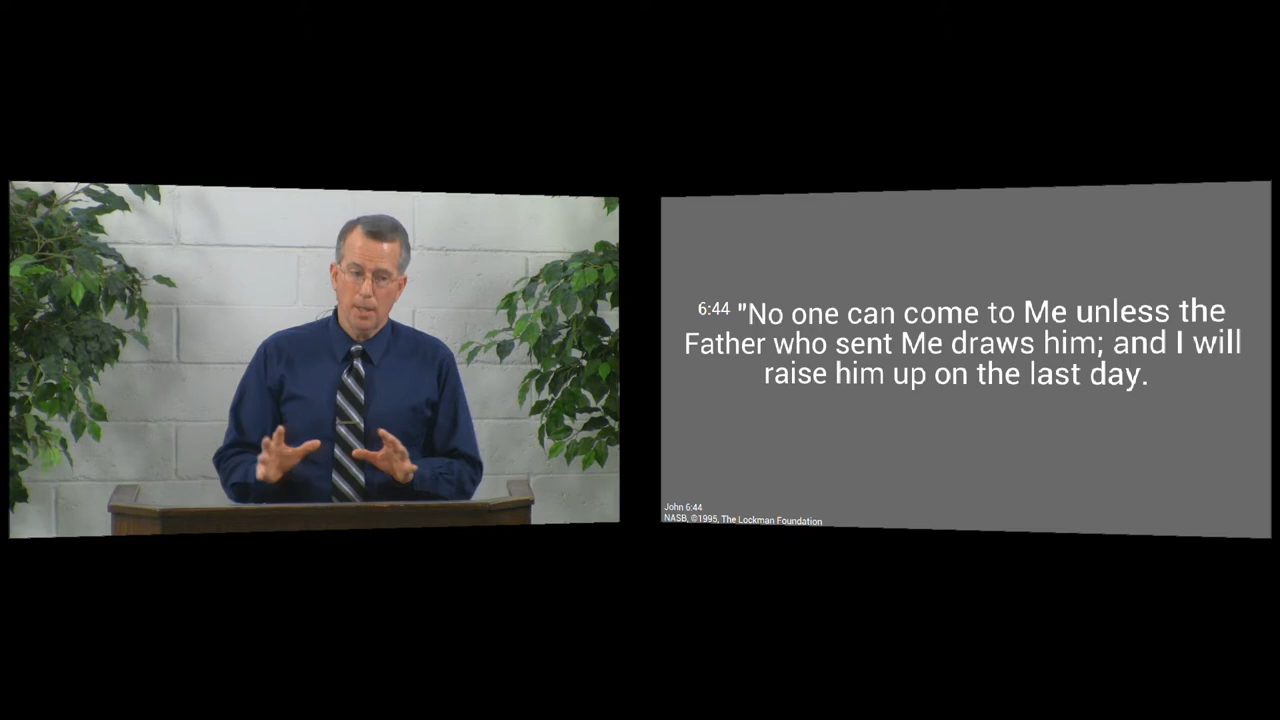 6:44 "No one can come to Me unless the
Father who sent Me draws him; and I will
raise him up on the last day.
John 6:44
NASB, ©1995, The Lockman Foundation